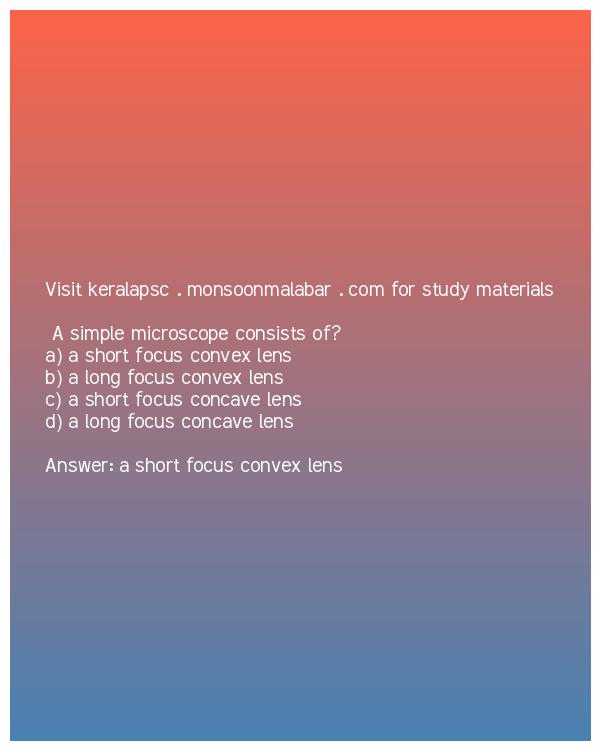 Visit keralapsc . monsoonmalabar . com for study materials
A simple microscope consists of?
a) a short focus convex lens
b) a long focus convex lens
c) a short focus concave lens
d) a long focus concave lens
Answer: a short focus convex lens